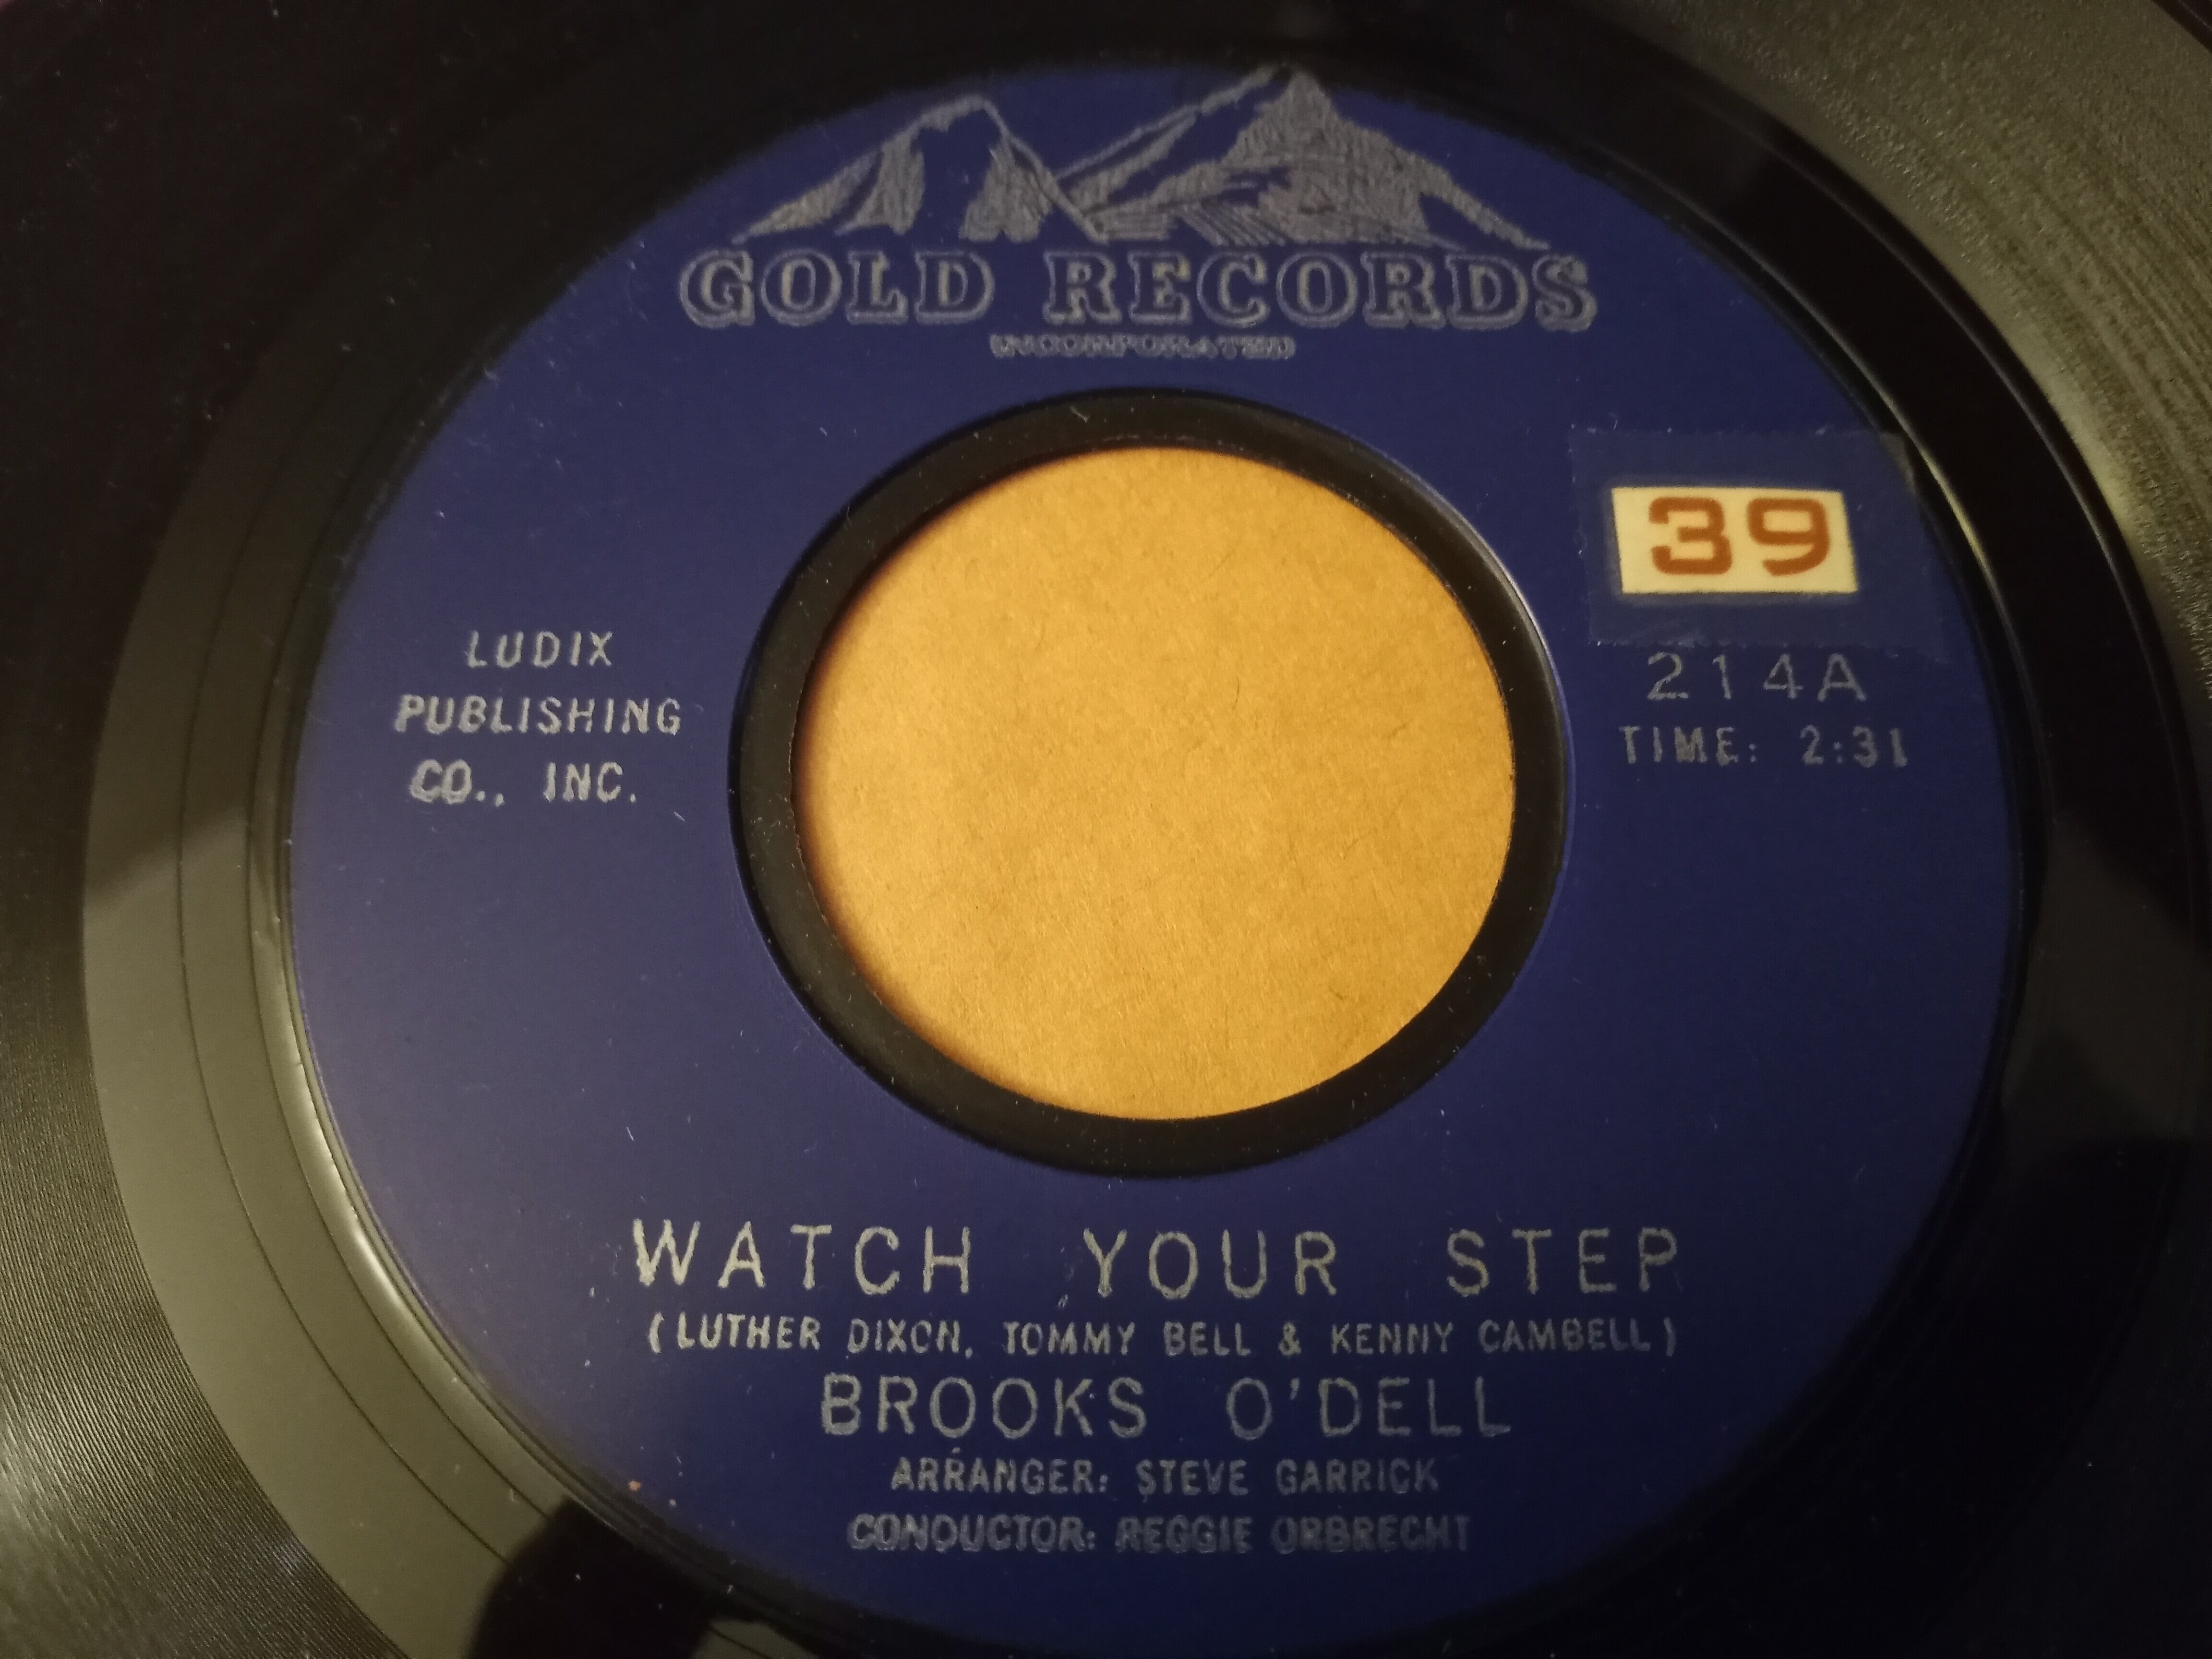 GOLD RECORDS
INCORPORATED
39
LUDIX
PUBLISHING
CO., INC.
214A
TIME: 2:31
WATCH YOUR STEP
(LUTHER DIXON, TOMMY BELL & KENNY CAMBELL)
BROOKS O'DELL
ARRANGER: STEVE GARRICK
CONDUCTOR: REGGIE ORBRECHT